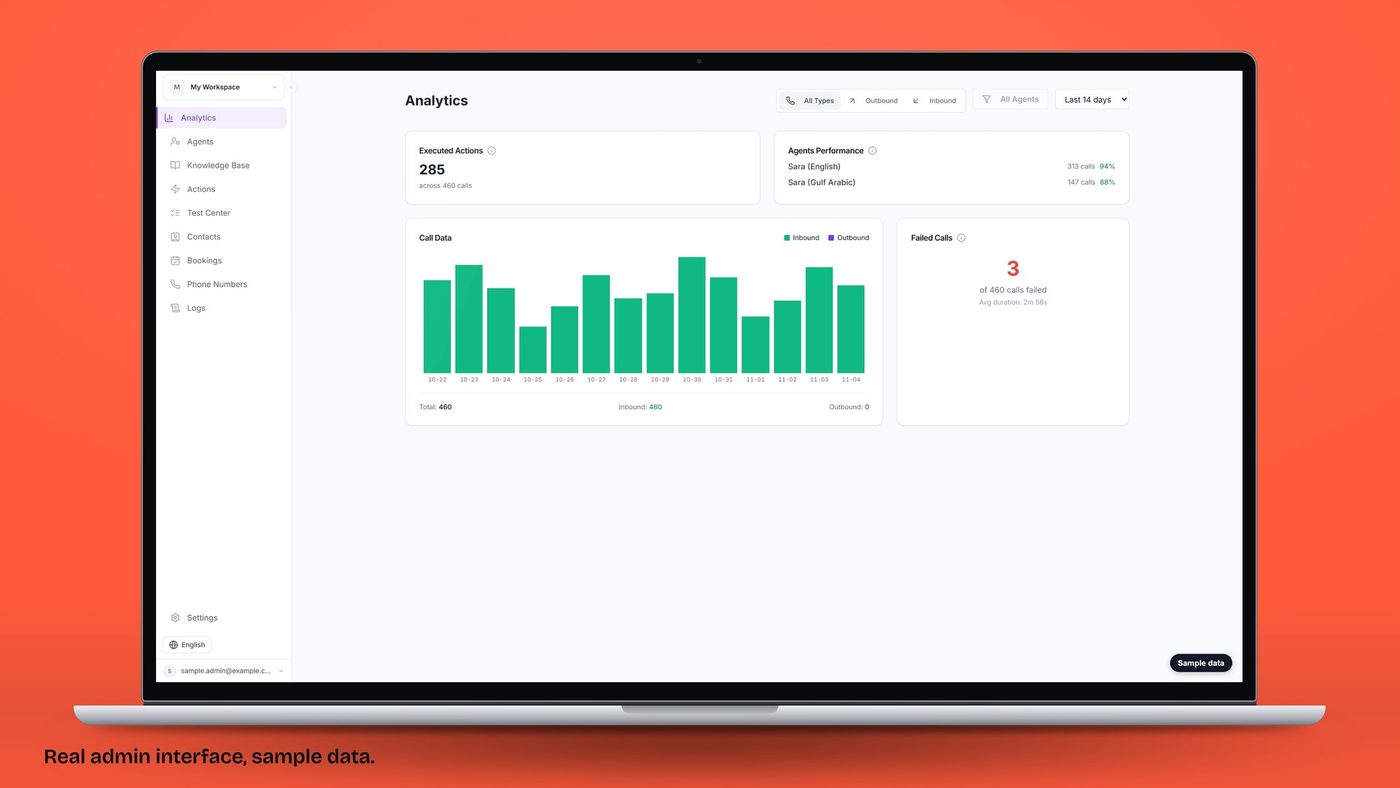 M My Workspace
Analytics
Agents
Knowledge Base
Actions
Test Center
Contacts
Bookings
Phone Numbers
Logs
Settings
English
S sample.admin@example.c...
Analytics
All Types Outbound Inbound All Agents Last 14 days
Executed Actions
285
across 460 calls
Agents Performance
Sara (English) 313 calls 94%
Sara (Gulf Arabic) 147 calls 88%
Call Data Inbound Outbound
10-22 10-23 10-24 10-25 10-26 10-27 10-28 10-29 10-30 10-31 11-01 11-02 11-03 11-04
Total: 460 Inbound: 460 Outbound: 0
Failed Calls
3
of 460 calls failed
Avg duration: 2m 56s
Sample data
Real admin interface, sample data.